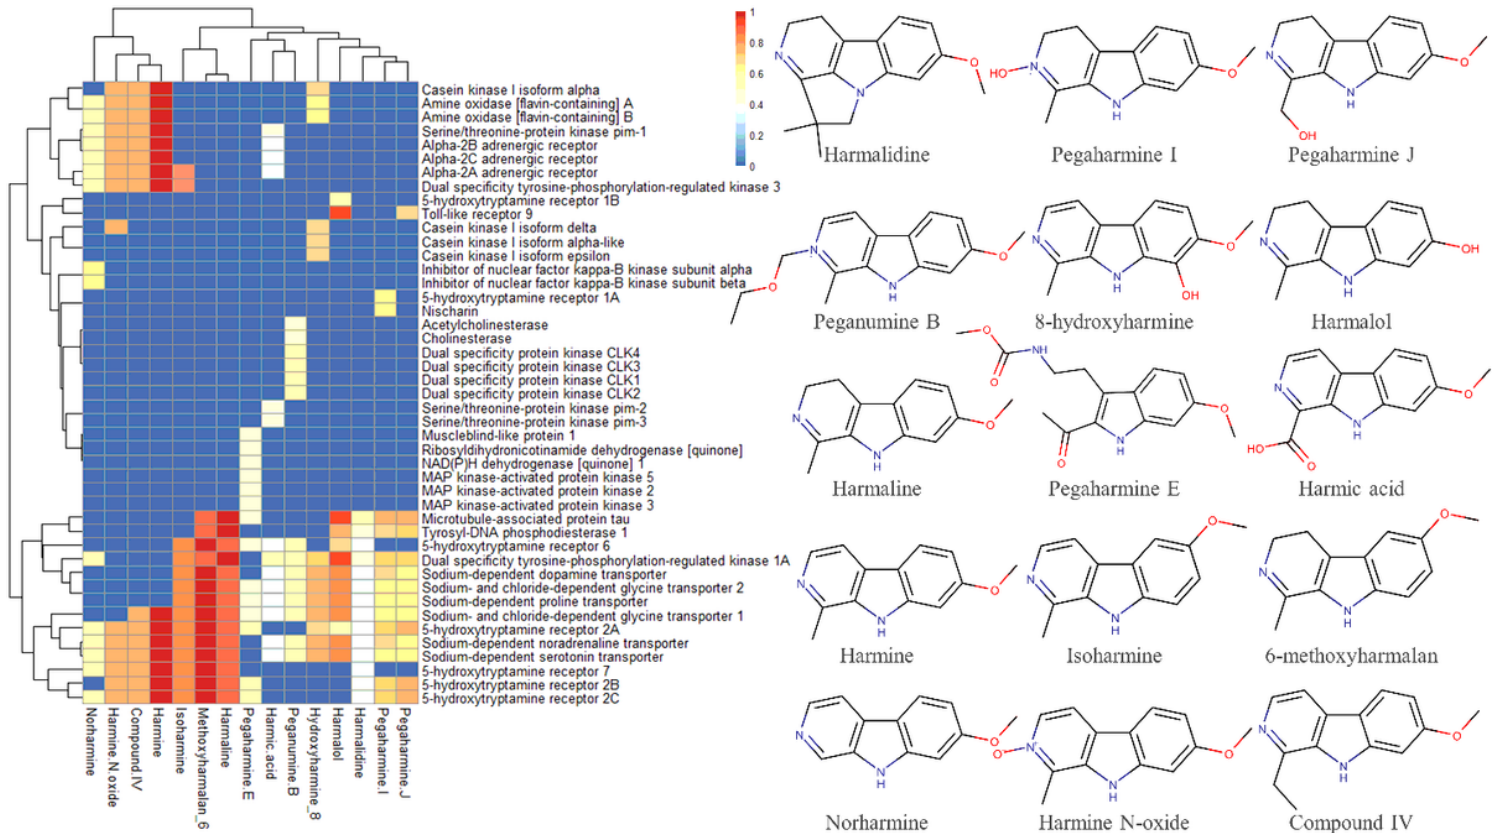 1
0.8
0.6
0.4
0.2
0
Casein kinase I isoform alpha
Amine oxidase [flavin-containing] A
Amine oxidase [flavin-containing] B
Serine/threonine-protein kinase pim-1
Alpha-2B adrenergic receptor
Alpha-2C adrenergic receptor
Alpha-2A adrenergic receptor
Dual specificity tyrosine-phosphorylation-regulated kinase 3
5-hydroxytryptamine receptor 1B
Toll-like receptor 9
Casein kinase I isoform delta
Casein kinase I isoform alpha-like
Casein kinase I isoform epsilon
Inhibitor of nuclear factor kappa-B kinase subunit alpha
Inhibitor of nuclear factor kappa-B kinase subunit beta
5-hydroxytryptamine receptor 1A
Nischarin
Acetylcholinesterase
Cholinesterase
Dual specificity protein kinase CLK4
Dual specificity protein kinase CLK3
Dual specificity protein kinase CLK1
Dual specificity protein kinase CLK2
Serine/threonine-protein kinase pim-2
Serine/threonine-protein kinase pim-3
Muscleblind-like protein 1
Ribosyldihydronicotinamide dehydrogenase [quinone]
NAD(P)H dehydrogenase [quinone] 1
MAP kinase-activated protein kinase 5
MAP kinase-activated protein kinase 2
MAP kinase-activated protein kinase 3
Microtubule-associated protein tau
Tyrosyl-DNA phosphodiesterase 1
5-hydroxytryptamine receptor 6
Dual specificity tyrosine-phosphorylation-regulated kinase 1A
Sodium-dependent dopamine transporter
Sodium- and chloride-dependent glycine transporter 2
Sodium-dependent proline transporter
Sodium- and chloride-dependent glycine transporter 1
5-hydroxytryptamine receptor 2A
Sodium-dependent noradrenaline transporter
Sodium-dependent serotonin transporter
5-hydroxytryptamine receptor 7
5-hydroxytryptamine receptor 2B
5-hydroxytryptamine receptor 2C
Norharmine
Harmine.N.oxide
Compound.IV
Harmine
Isoharmine
Methoxyharmalan_6
Harmaline
Pegaharmine.E
Harmic.acid
Peganumine.B
Hydroxyharmine_8
Harmalol
Harmalidine
Pegaharmine.I
Pegaharmine.J
N
N
O
Harmalidine
HO
N+
N
H
O
Pegaharmine I
N
N
H
O
OH
Pegaharmine J
N+
O
N
H
O
Peganumine B
N
N
H
O
OH
8-hydroxyharmine
N
N
H
OH
Harmalol
N
N
H
O
Harmaline
O
NH
O
O
N
H
O
Pegaharmine E
N
N
H
O
HO
O
Harmic acid
N
N
H
O
Harmine
N
N
H
O
Isoharmine
N
N
H
O
6-methoxyharmalan
N
N
H
O
Norharmine
O-
N+
N
H
O
Harmine N-oxide
N
N
H
O
Compound IV